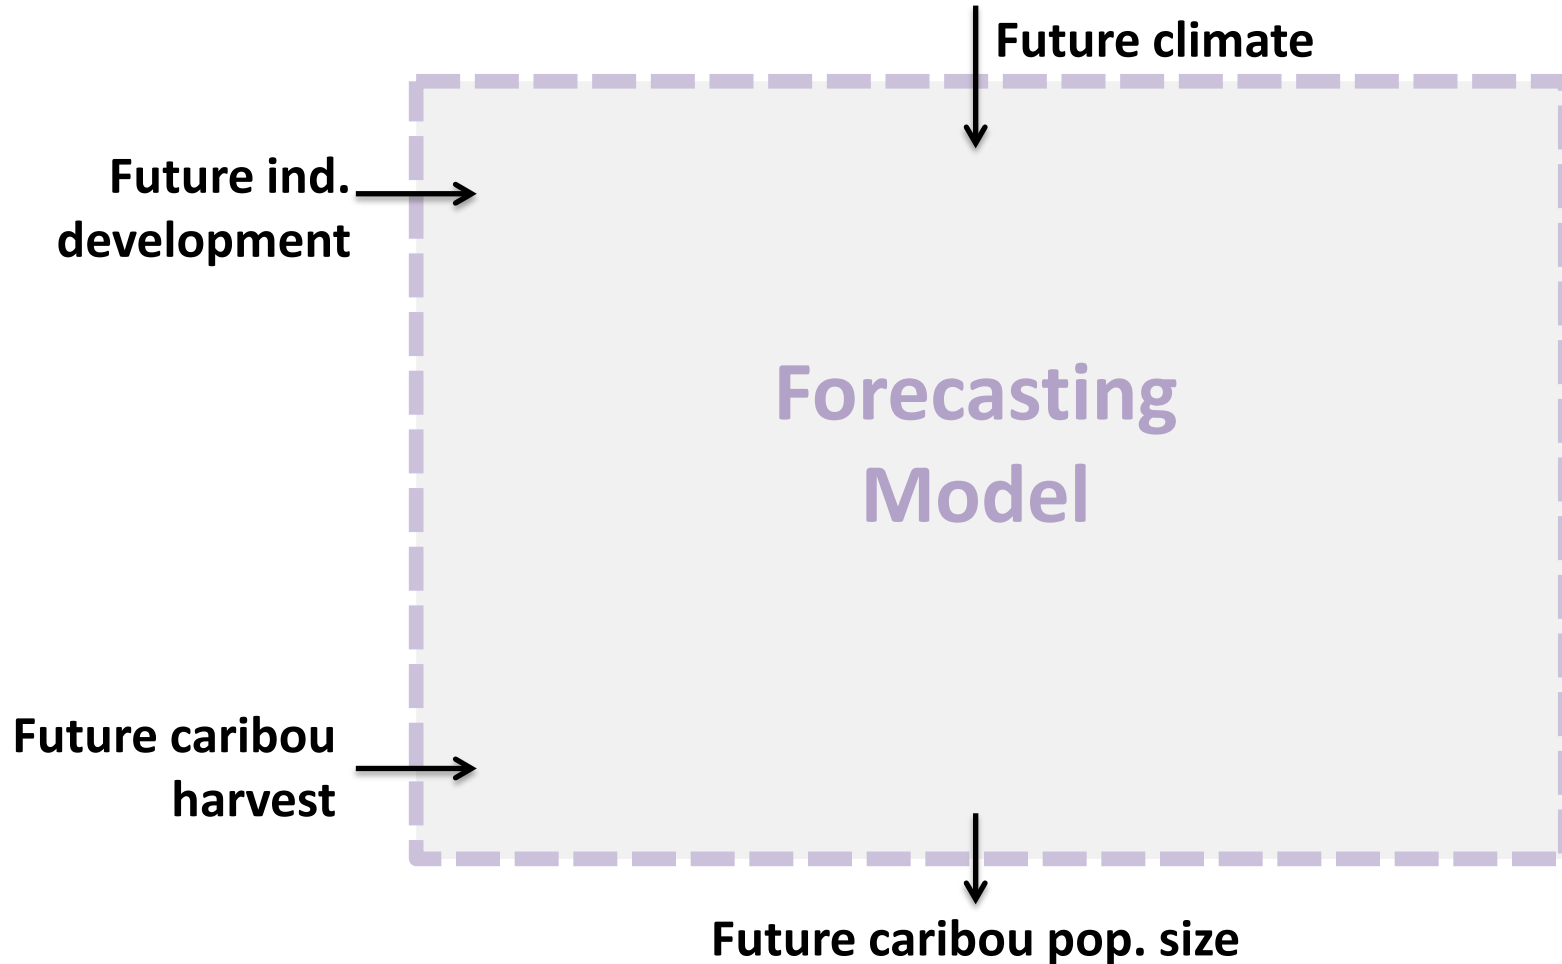 Future climate
Future ind.
development
Forecasting
Model
Future caribou
harvest
Future caribou pop. size